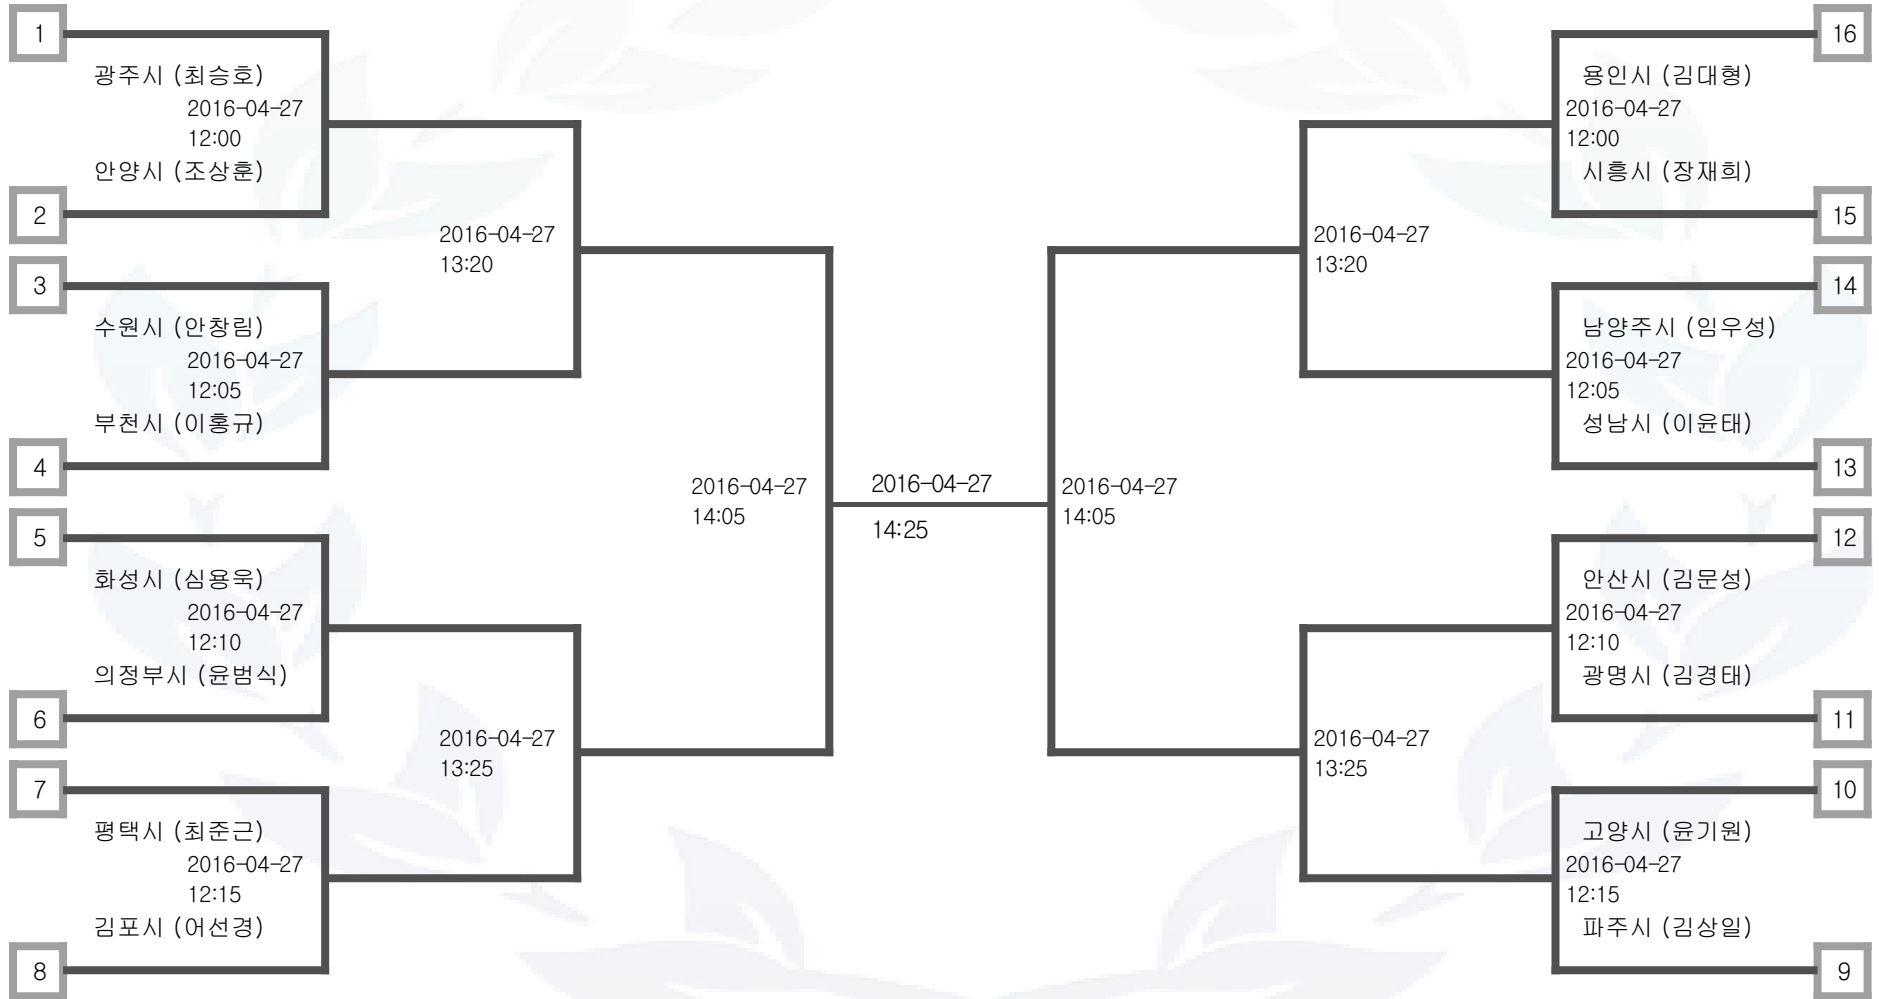 1
광주시 (최승호)
2016-04-27
12:00
안양시 (조상훈)
2
3
수원시 (안창림)
2016-04-27
12:05
부천시 (이홍규)
4
5
화성시 (심용욱)
2016-04-27
12:10
의정부시 (윤범식)
6
7
평택시 (최준근)
2016-04-27
12:15
김포시 (어선경)
8
2016-04-27
13:20
2016-04-27
13:25
2016-04-27
14:05
2016-04-27
14:25
2016-04-27
14:05
2016-04-27
13:20
2016-04-27
13:25
16
용인시 (김대형)
2016-04-27
12:00
시흥시 (장재희)
15
14
남양주시 (임우성)
2016-04-27
12:05
성남시 (이윤태)
13
12
안산시 (김문성)
2016-04-27
12:10
광명시 (김경태)
11
10
고양시 (윤기원)
2016-04-27
12:15
파주시 (김상일)
9